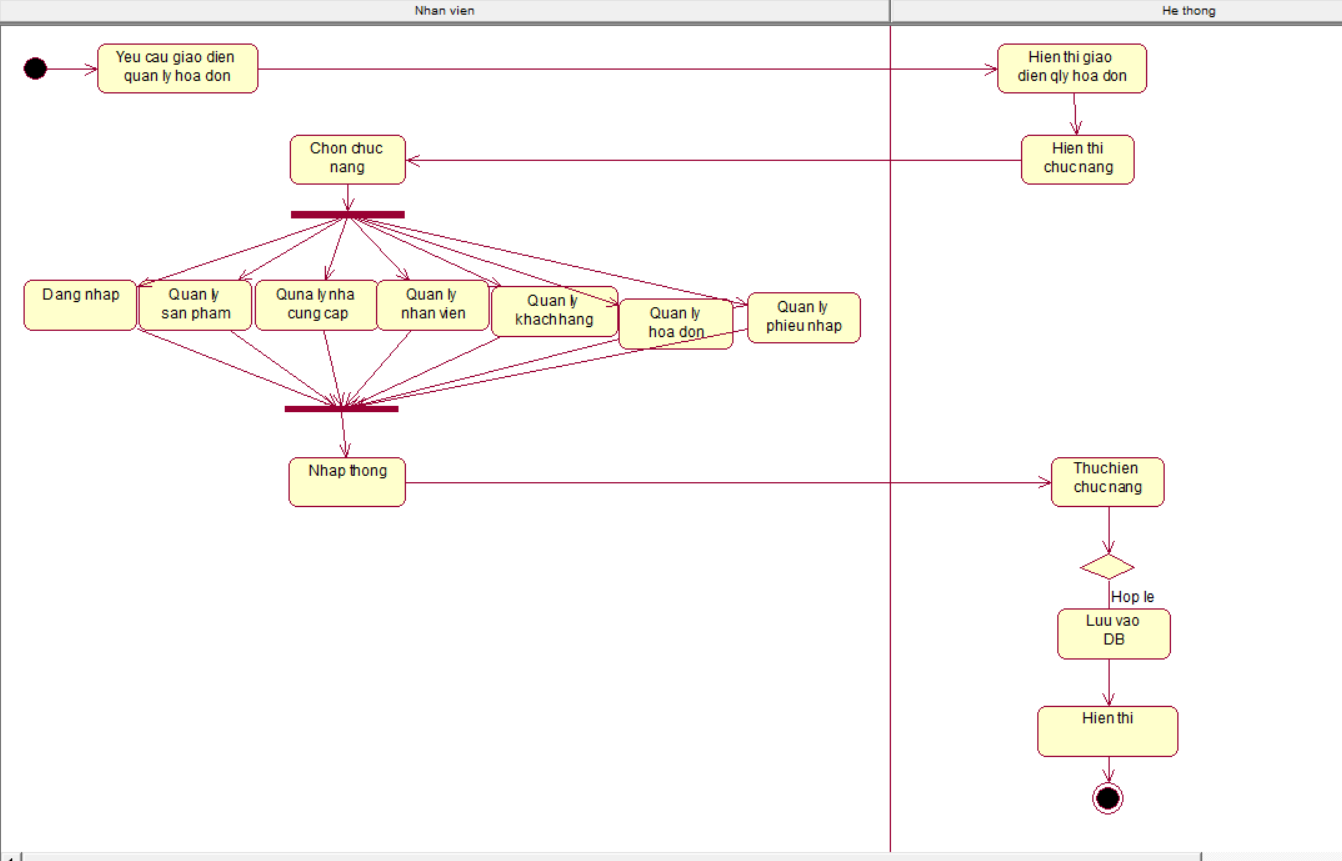 Nhan vien
He thong
Yeu cau giao dien
quan ly hoa don
Hien thi giao
dien qly hoa don
Chon chuc
nang
Hien thi
chuc nang
Dang nhap
Quan ly
san pham
Quna ly nha
cung cap
Quan ly
nhan vien
Quan ly
khach hang
Quan ly
hoa don
Quan ly
phieu nhap
Nhap thong
Thuc hien
chuc nang
Hop le
Luu vao
DB
Hien thi